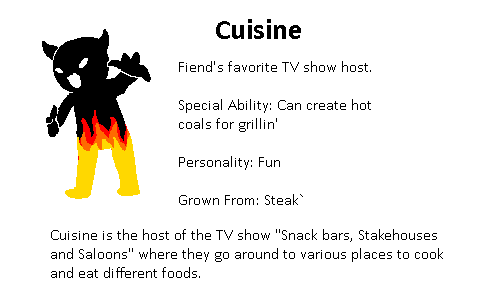 Cuisine
Fiend's favorite TV show host.
Special Ability: Can create hot
coals for grillin'
Personality: Fun
Grown From: Steak`
Cuisine is the host of the TV show "Snack bars, Stakehouses
and Saloons" where they go around to various places to cook
and eat different foods.